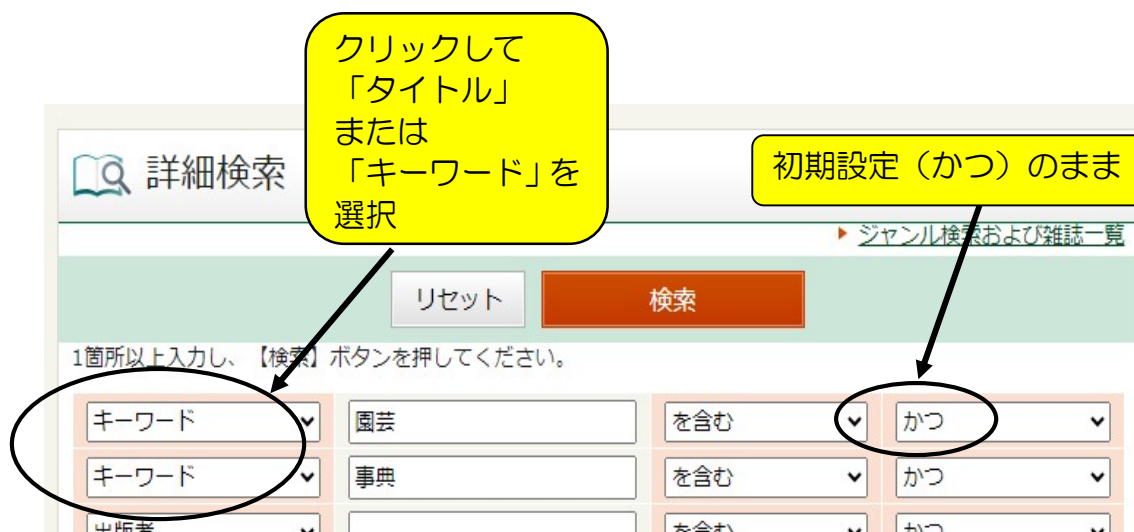 クリックして
「タイトル」
または
「キーワード」を
選択
詳細検索
初期設定（かつ）のまま
ジャンル検索および雑誌一覧
リセット 検索
1箇所以上入力し、【検索】ボタンを押してください。
キーワード 園芸 を含む かつ
キーワード 事典 を含む かつ
出版者 を含む かつ